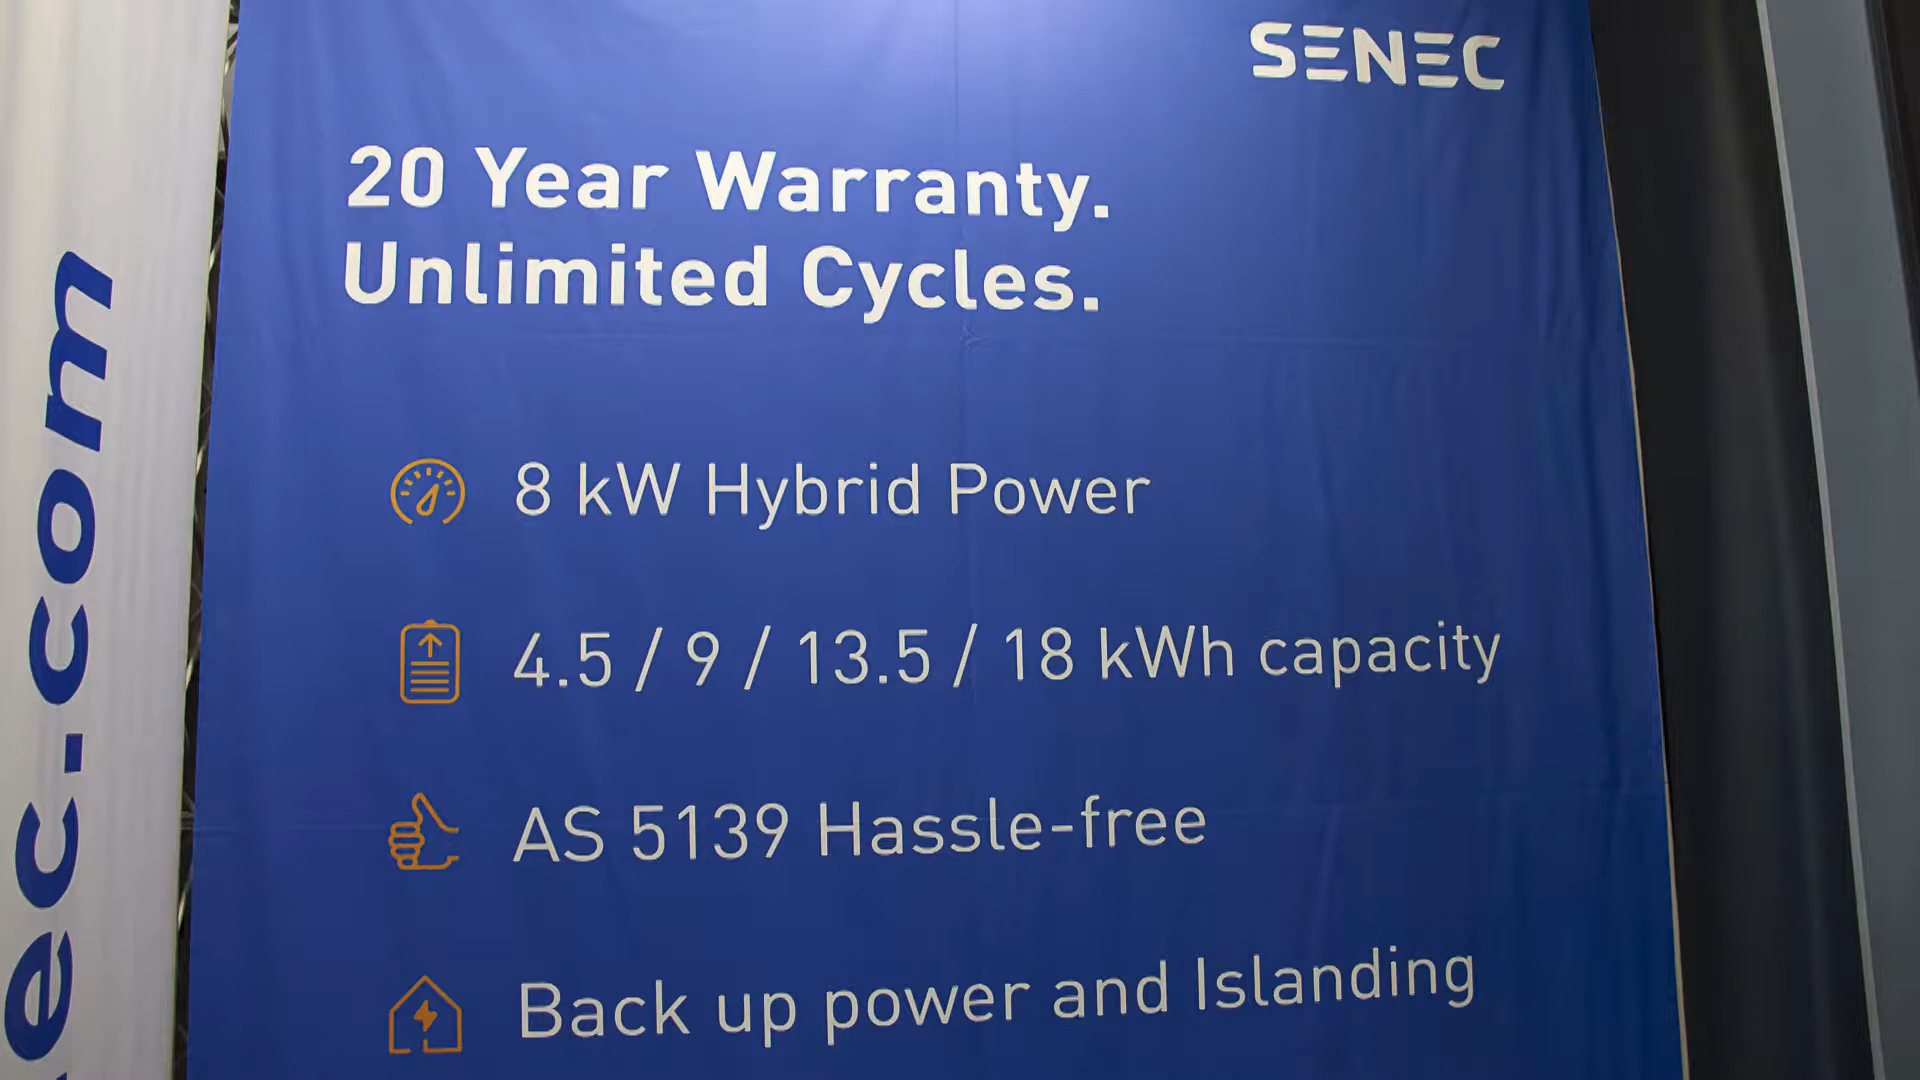 SENEC
20 Year Warranty.
Unlimited Cycles.
8 kW Hybrid Power
4.5 / 9 / 13.5 / 18 kWh capacity
AS 5139 Hassle-free
Back up power and Islanding
ec.com